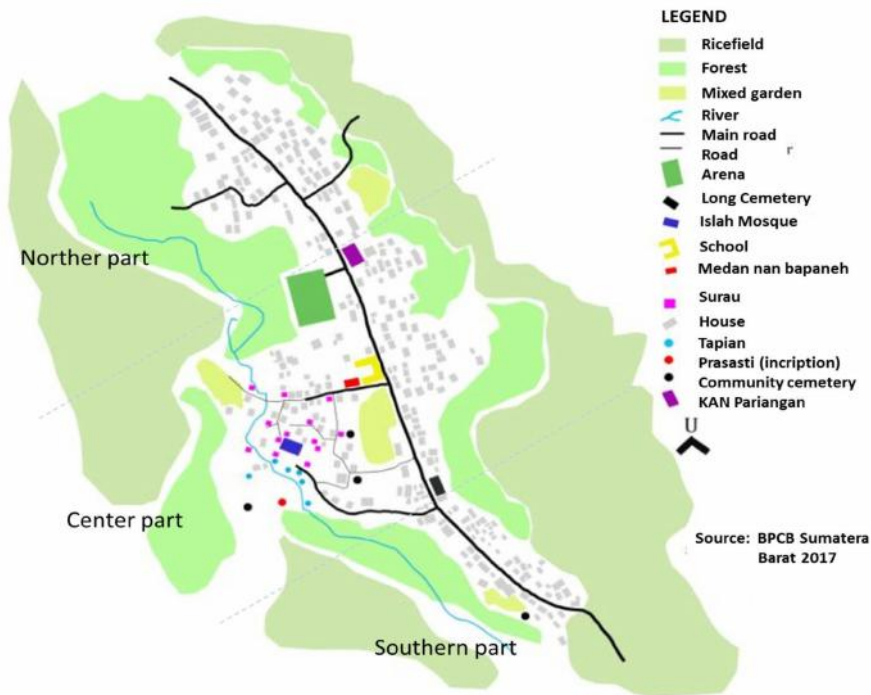 LEGEND
Ricefield
Forest
Mixed garden
River
Main road
Road
r
Arena
Long Cemetery
Islah Mosque
School
Medan nan bapaneh
Surau
House
Tapian
Prasasti (incription)
Community cemetery
KAN Pariangan
U
Source: BPCB Sumatera
Barat 2017
Norther part
Center part
Southern part